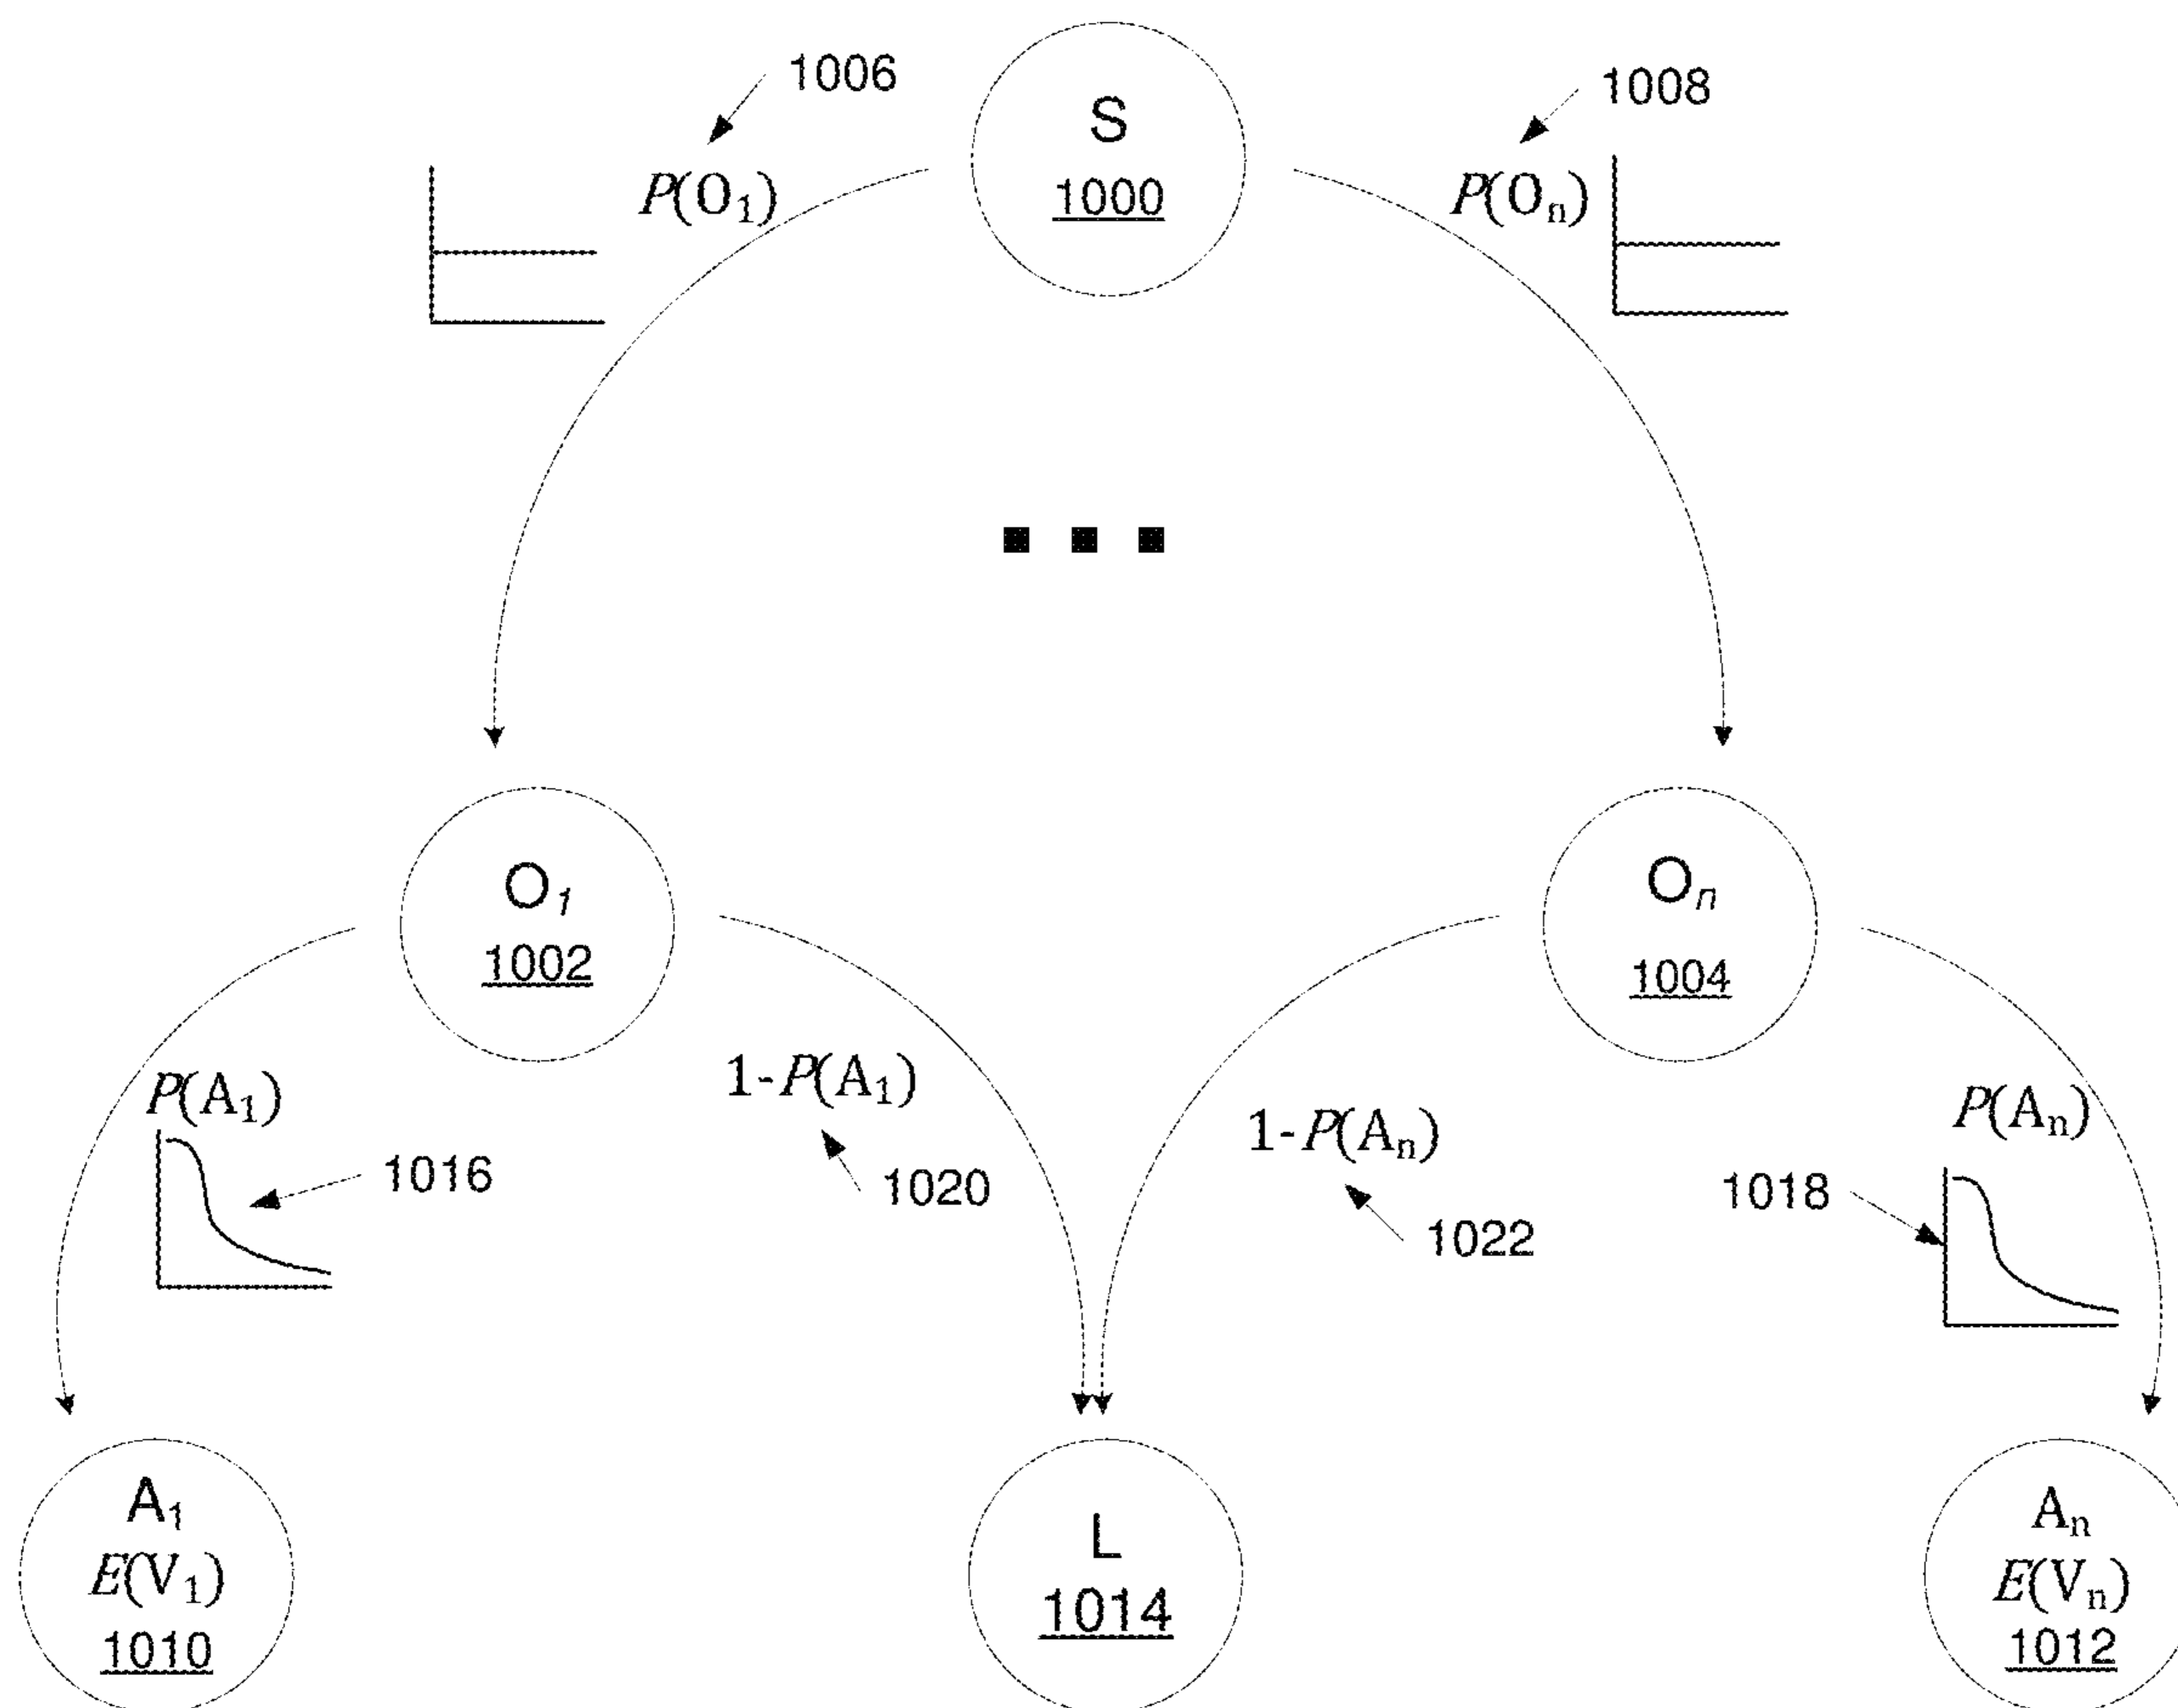 1006
S
1000
1008
P(O₁)
P(Oₙ)
O₁
1002
Oₙ
1004
P(A₁)
1016
1-P(A₁)
1020
1-P(Aₙ)
1022
P(Aₙ)
1018
A₁
E(V₁)
1010
L
1014
Aₙ
E(Vₙ)
1012